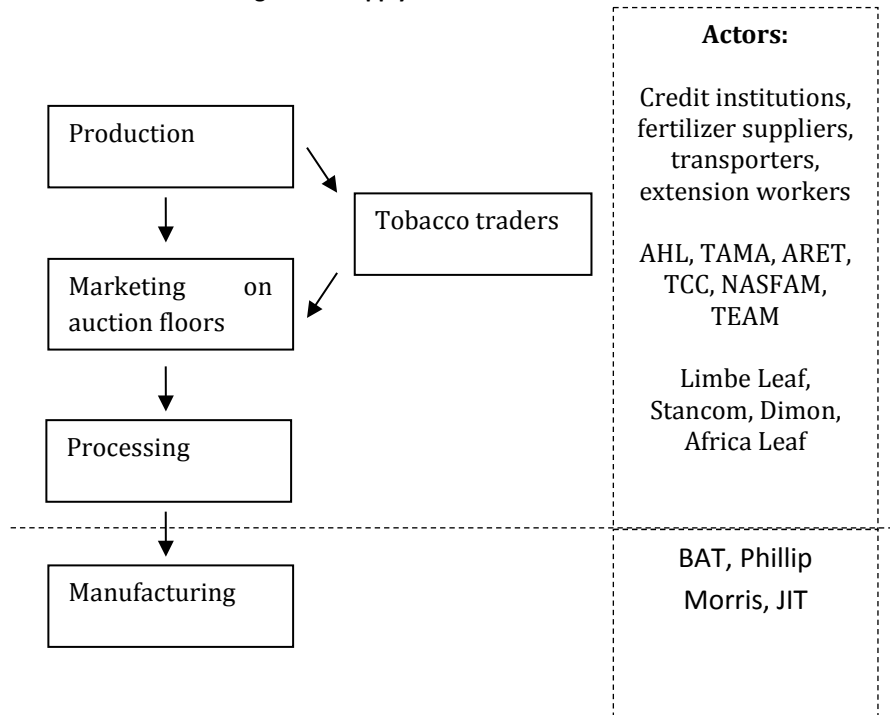 Actors:
Credit institutions,
fertilizer suppliers,
transporters,
extension workers
Production
Tobacco traders
AHL, TAMA, ARET,
TCC, NASFAM,
TEAM
Marketing on
auction floors
Limbe Leaf,
Stancom, Dimon,
Africa Leaf
Processing
BAT, Phillip
Morris, JIT
Manufacturing